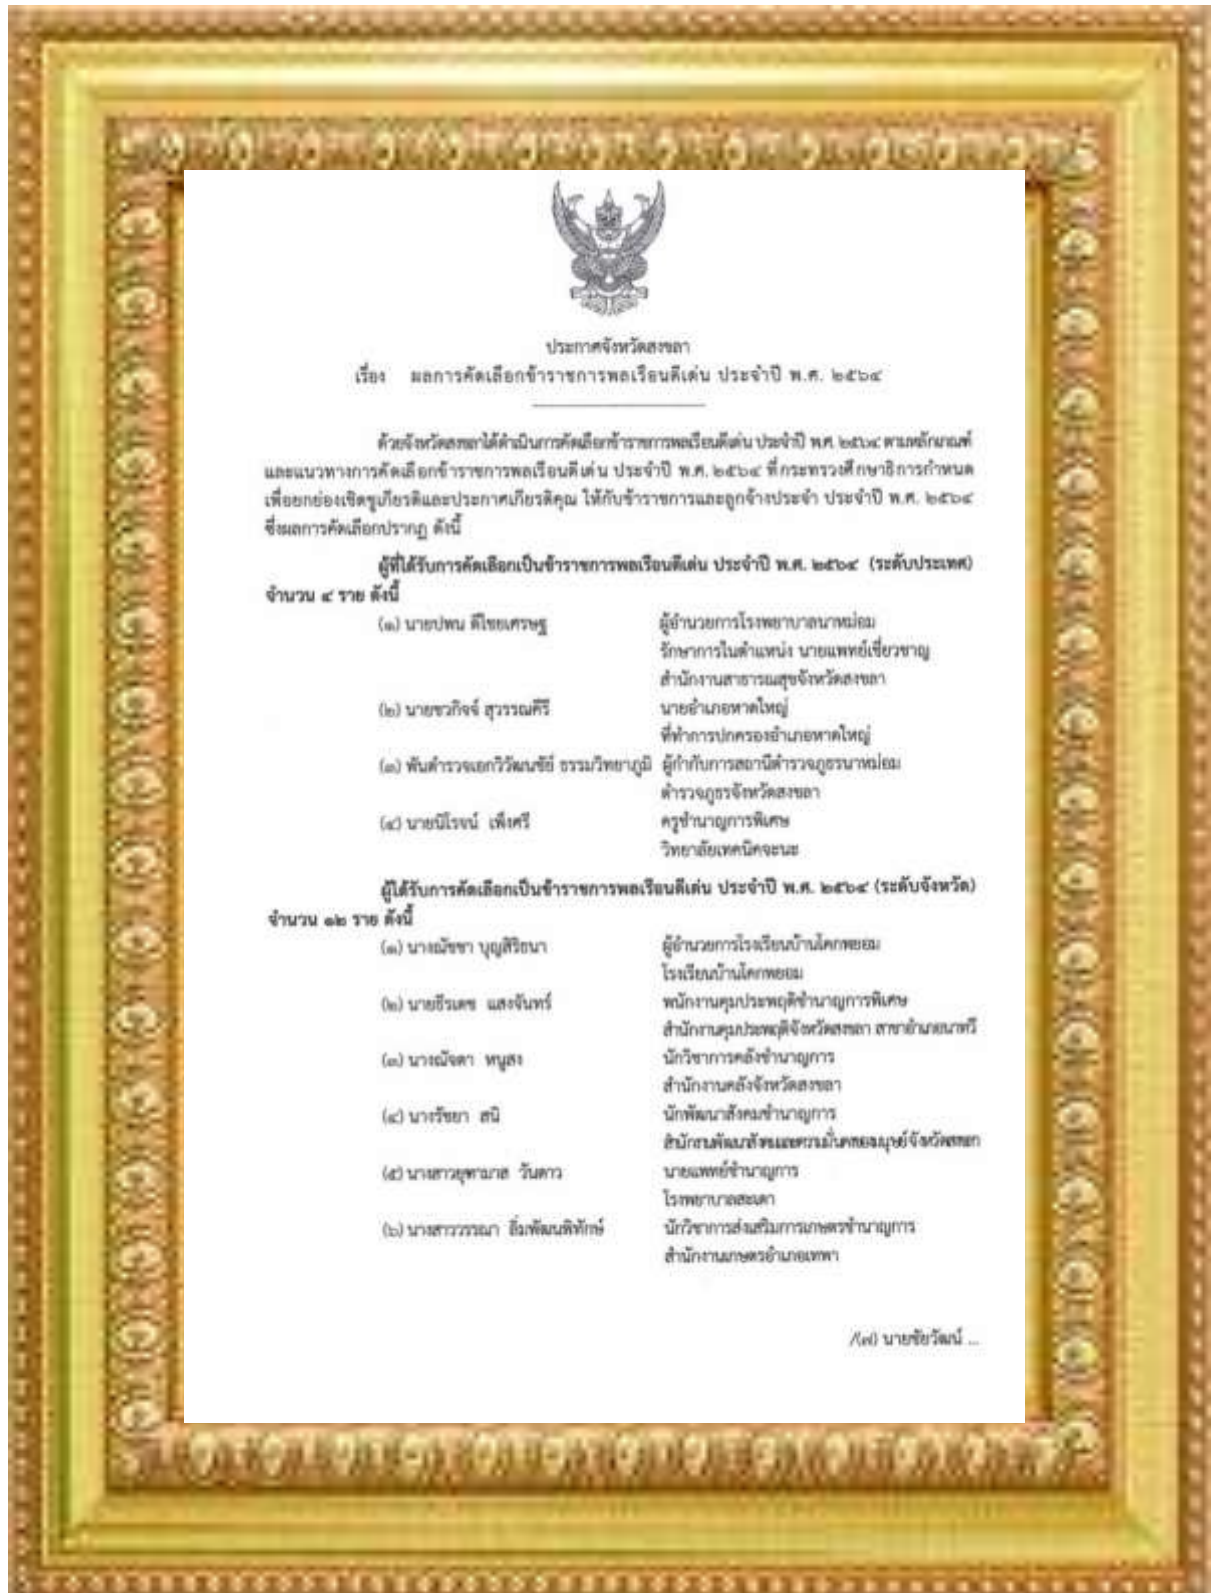 ประกาศจังหวัดสงขลา
เรื่อง ผลการคัดเลือกข้าราชการพลเรือนดีเด่น ประจำปี พ.ศ. ๒๕๖๔
ด้วยจังหวัดสงขลาได้ดำเนินการคัดเลือกข้าราชการพลเรือนดีเด่น ประจำปี พ.ศ. ๒๕๖๔ ตามหลักเกณฑ์
และแนวทางการคัดเลือกข้าราชการพลเรือนดีเด่น ประจำปี พ.ศ. ๒๕๖๔ ที่กระทรวงศึกษาธิการกำหนด
เพื่อยกย่องเชิดชูเกียรติและประกาศเกียรติคุณ ให้กับข้าราชการและลูกจ้างประจำ ประจำปี พ.ศ. ๒๕๖๔
ซึ่งผลการคัดเลือกปรากฏ ดังนี้
ผู้ที่ได้รับการคัดเลือกเป็นข้าราชการพลเรือนดีเด่น ประจำปี พ.ศ. ๒๕๖๔ (ระดับประเทศ)
จำนวน ๔ ราย ดังนี้
(๑) นายปพน ดีไชยเศรษฐ ผู้อำนวยการโรงพยาบาลนาหม่อม
รักษาการในตำแหน่ง นายแพทย์เชี่ยวชาญ
สำนักงานสาธารณสุขจังหวัดสงขลา
(๒) นายชวกิจจ์ สุวรรณคีรี นายอำเภอหาดใหญ่
ที่ทำการปกครองอำเภอหาดใหญ่
(๓) พันตำรวจเอกวิวัฒนชัย ธรรมวิทยาภูมิ ผู้กำกับการสถานีตำรวจภูธรนาหม่อม
ตำรวจภูธรจังหวัดสงขลา
(๔) นายนิโรจน์ เพ็งศรี ครูชำนาญการพิเศษ
วิทยาลัยเทคนิคจะนะ
ผู้ได้รับการคัดเลือกเป็นข้าราชการพลเรือนดีเด่น ประจำปี พ.ศ. ๒๕๖๔ (ระดับจังหวัด)
จำนวน ๑๒ ราย ดังนี้
(๑) นางณัชชา บุญสิริธนา ผู้อำนวยการโรงเรียนบ้านโคกพยอม
โรงเรียนบ้านโคกพยอม
(๒) นายธีรเดช แสงจันทร์ พนักงานคุมประพฤติชำนาญการพิเศษ
สำนักงานคุมประพฤติจังหวัดสงขลา สาขาอำเภอนาทวี
(๓) นางณัจตา หนูสง นักวิชาการคลังชำนาญการ
สำนักงานคลังจังหวัดสงขลา
(๔) นางรัชยา สนิ นักพัฒนาสังคมชำนาญการ
สำนักงานพัฒนาสังคมและความมั่นคงของมนุษย์จังหวัดสงขลา
(๕) นางสาวยุฑามาส วันดาว นายแพทย์ชำนาญการ
โรงพยาบาลสะเดา
(๖) นางสาววรรณา อิ่มพัฒนพิทักษ์ นักวิชาการส่งเสริมการเกษตรชำนาญการ
สำนักงานเกษตรอำเภอเทพา
/(๗) นายชัยวัฒน์ ...